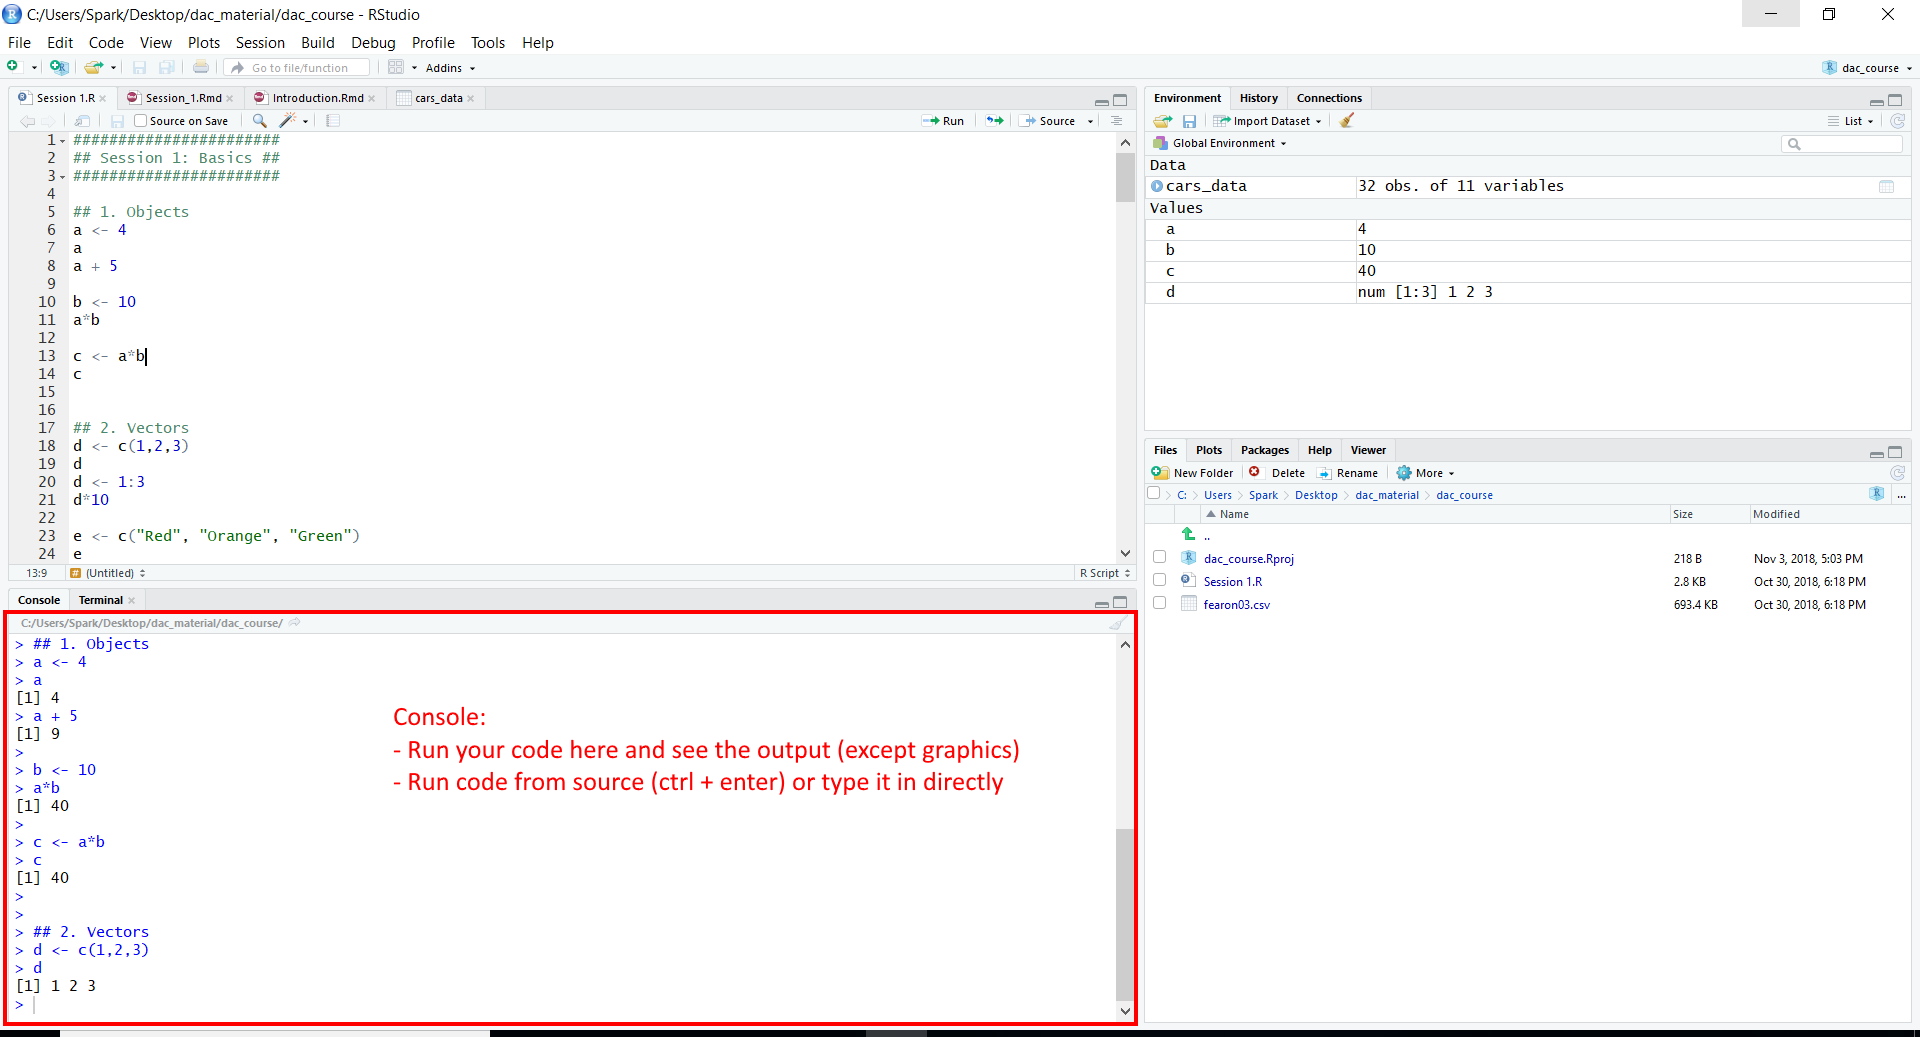 C:/Users/Spark/Desktop/dac_material/dac_course - RStudio
File Edit Code View Plots Session Build Debug Profile Tools Help
Go to file/function Addins dac_course
Session 1.R Session_1.Rmd Introduction.Rmd cars_data
Source on Save Run Source
1 #######################
2 ## Session 1: Basics ##
3 #######################
4
5 ## 1. Objects
6 a <- 4
7 a
8 a + 5
9
10 b <- 10
11 a*b
12
13 c <- a*b
14 c
15
16
17 ## 2. Vectors
18 d <- c(1,2,3)
19 d
20 d <- 1:3
21 d*10
22
23 e <- c("Red", "Orange", "Green")
24 e
13:9 # (Untitled) R Script
Console Terminal
C:/Users/Spark/Desktop/dac_material/dac_course/
> ## 1. Objects
> a <- 4
> a
[1] 4
> a + 5
[1] 9
>
> b <- 10
> a*b
[1] 40
>
> c <- a*b
> c
[1] 40
>
>
> ## 2. Vectors
> d <- c(1,2,3)
> d
[1] 1 2 3
>
Console:
- Run your code here and see the output (except graphics)
- Run code from source (ctrl + enter) or type it in directly
Environment History Connections
Import Dataset List
Global Environment
Data
cars_data 32 obs. of 11 variables
Values
a 4
b 10
c 40
d num [1:3] 1 2 3
Files Plots Packages Help Viewer
New Folder Delete Rename More
C: Users Spark Desktop dac_material dac_course ...
Name Size Modified
..
dac_course.Rproj 218 B Nov 3, 2018, 5:03 PM
Session 1.R 2.8 KB Oct 30, 2018, 6:18 PM
fearon03.csv 693.4 KB Oct 30, 2018, 6:18 PM